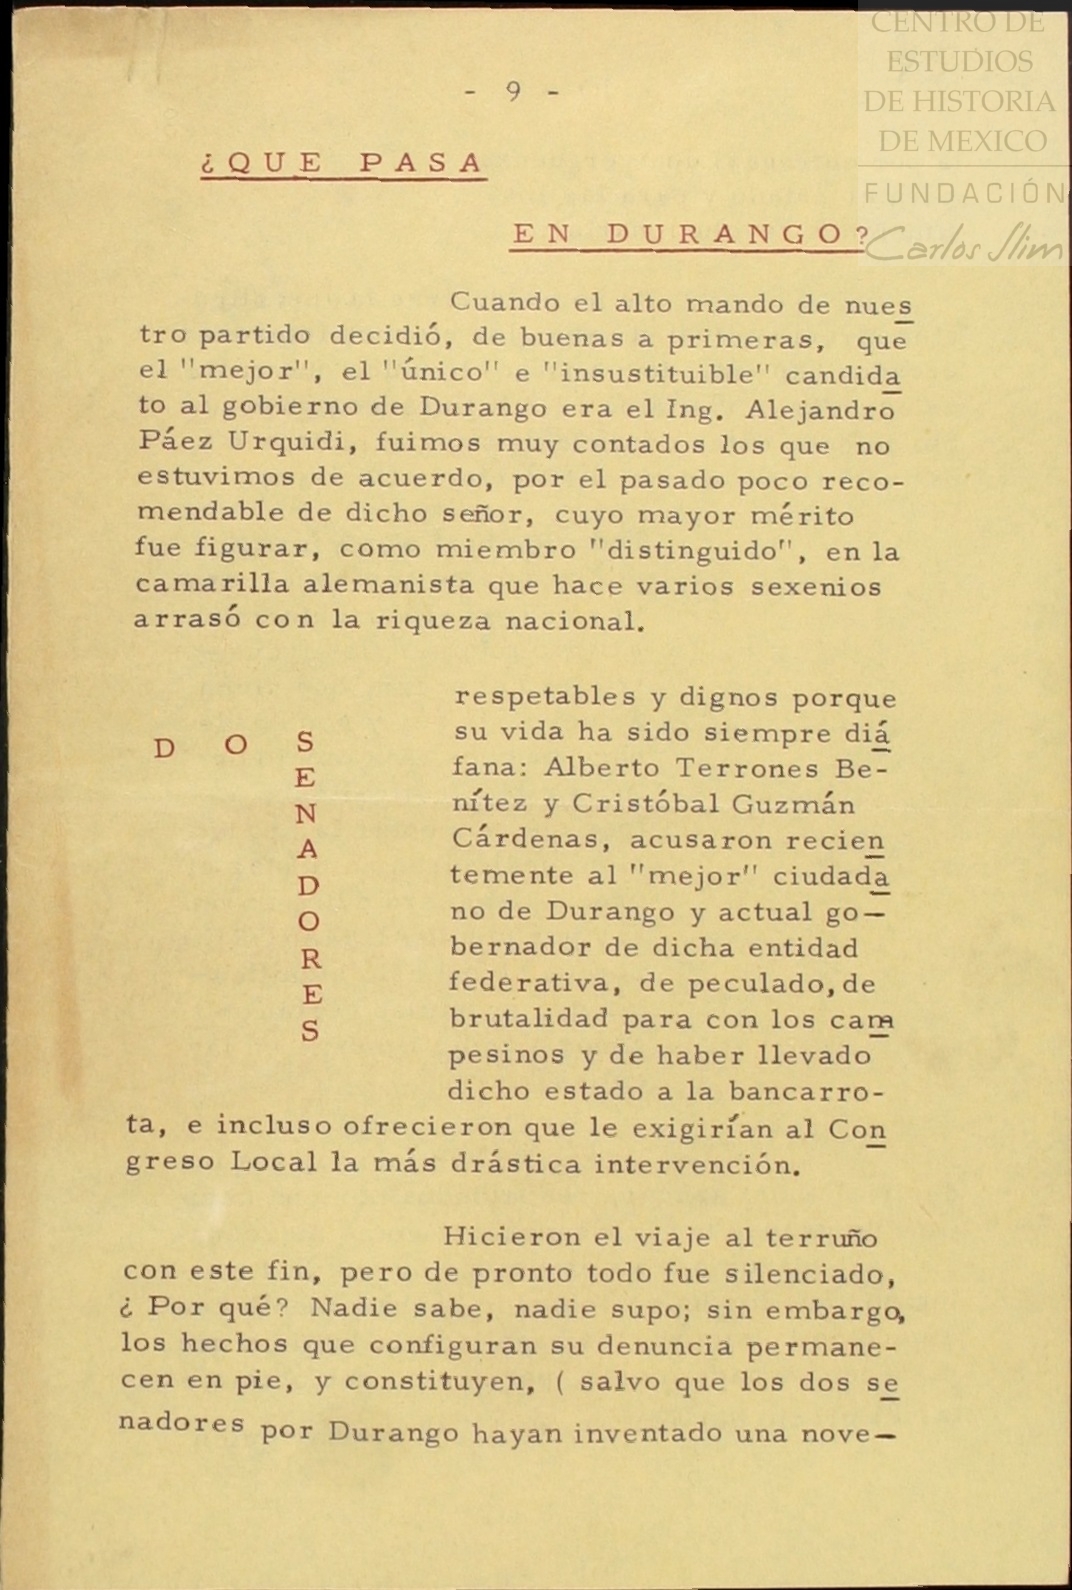 CENTRO DE
ESTUDIOS
DE HISTORIA
DE MEXICO
FUNDACIÓN
Carlos Slim
- 9 -
¿QUE PASA
EN DURANGO?
Cuando el alto mando de nues
tro partido decidió, de buenas a primeras, que
el "mejor", el "único" e "insustituible" candida
to al gobierno de Durango era el Ing. Alejandro
Páez Urquidi, fuimos muy contados los que no
estuvimos de acuerdo, por el pasado poco reco-
mendable de dicho señor, cuyo mayor mérito
fue figurar, como miembro "distinguido", en la
camarilla alemanista que hace varios sexenios
arrasó con la riqueza nacional.
DOS
SENADORES
respetables y dignos porque
su vida ha sido siempre diá
fana: Alberto Terrones Be-
nítez y Cristóbal Guzmán
Cárdenas, acusaron recien
temente al "mejor" ciudada
no de Durango y actual go-
bernador de dicha entidad
federativa, de peculado, de
brutalidad para con los cam
pesinos y de haber llevado
dicho estado a la bancarro-
ta, e incluso ofrecieron que le exigirían al Con
greso Local la más drástica intervención.
Hicieron el viaje al terruño
con este fin, pero de pronto todo fue silenciado,
¿ Por qué? Nadie sabe, nadie supo; sin embargo,
los hechos que configuran su denuncia permane-
cen en pie, y constituyen, ( salvo que los dos se
nadores por Durango hayan inventado una nove-